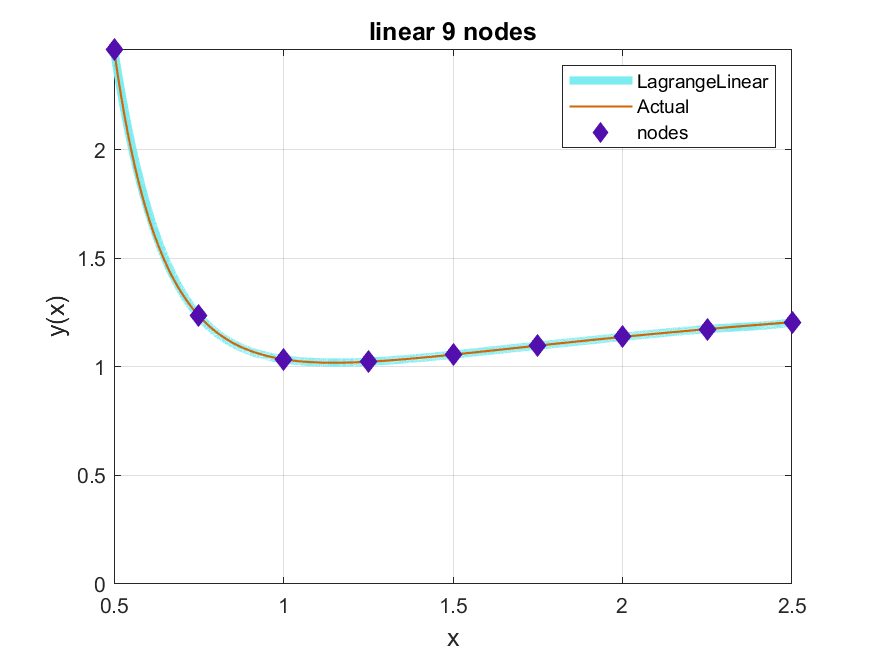 linear 9 nodes
LagrangeLinear
Actual
nodes
y(x)
2
1.5
1
0.5
0
0.5
1
1.5
2
2.5
x